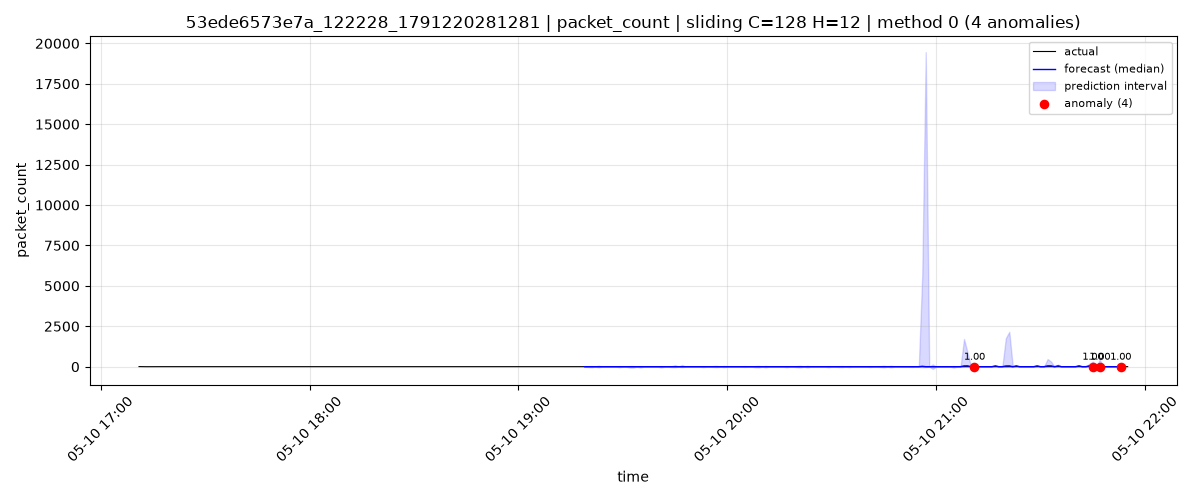 53ede6573e7a_122228_1791220281281 | packet_count | sliding C=128 H=12 | method 0 (4 anomalies)
actual
forecast (median)
prediction interval
anomaly (4)
packet_count
20000
17500
15000
12500
10000
7500
5000
2500
0
1.00
1.00
05-10 17:00
05-10 18:00
05-10 19:00
05-10 20:00
05-10 21:00
05-10 22:00
time